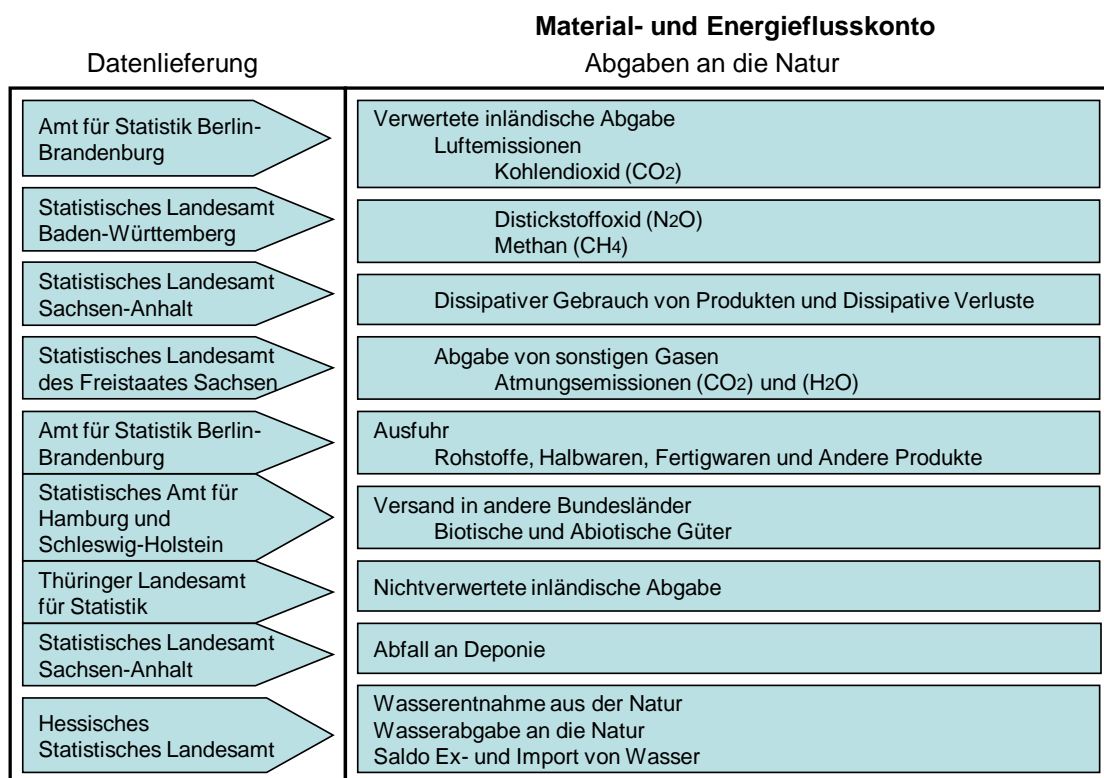 Material- und Energieflusskonto
Datenlieferung
Abgaben an die Natur
Amt für Statistik Berlin-
Brandenburg
Verwertete inländische Abgabe
Luftemissionen
Kohlendioxid (CO2)
Statistisches Landesamt
Baden-Württemberg
Distickstoffoxid (N2O)
Methan (CH4)
Statistisches Landesamt
Sachsen-Anhalt
Dissipativer Gebrauch von Produkten und Dissipative Verluste
Statistisches Landesamt
des Freistaates Sachsen
Abgabe von sonstigen Gasen
Atmungsemissionen (CO2) und (H2O)
Amt für Statistik Berlin-
Brandenburg
Ausfuhr
Rohstoffe, Halbwaren, Fertigwaren und Andere Produkte
Statistisches Amt für
Hamburg und
Schleswig-Holstein
Versand in andere Bundesländer
Biotische und Abiotische Güter
Thüringer Landesamt
für Statistik
Nichtverwertete inländische Abgabe
Statistisches Landesamt
Sachsen-Anhalt
Abfall an Deponie
Hessisches
Statistisches Landesamt
Wasserentnahme aus der Natur
Wasserabgabe an die Natur
Saldo Ex- und Import von Wasser